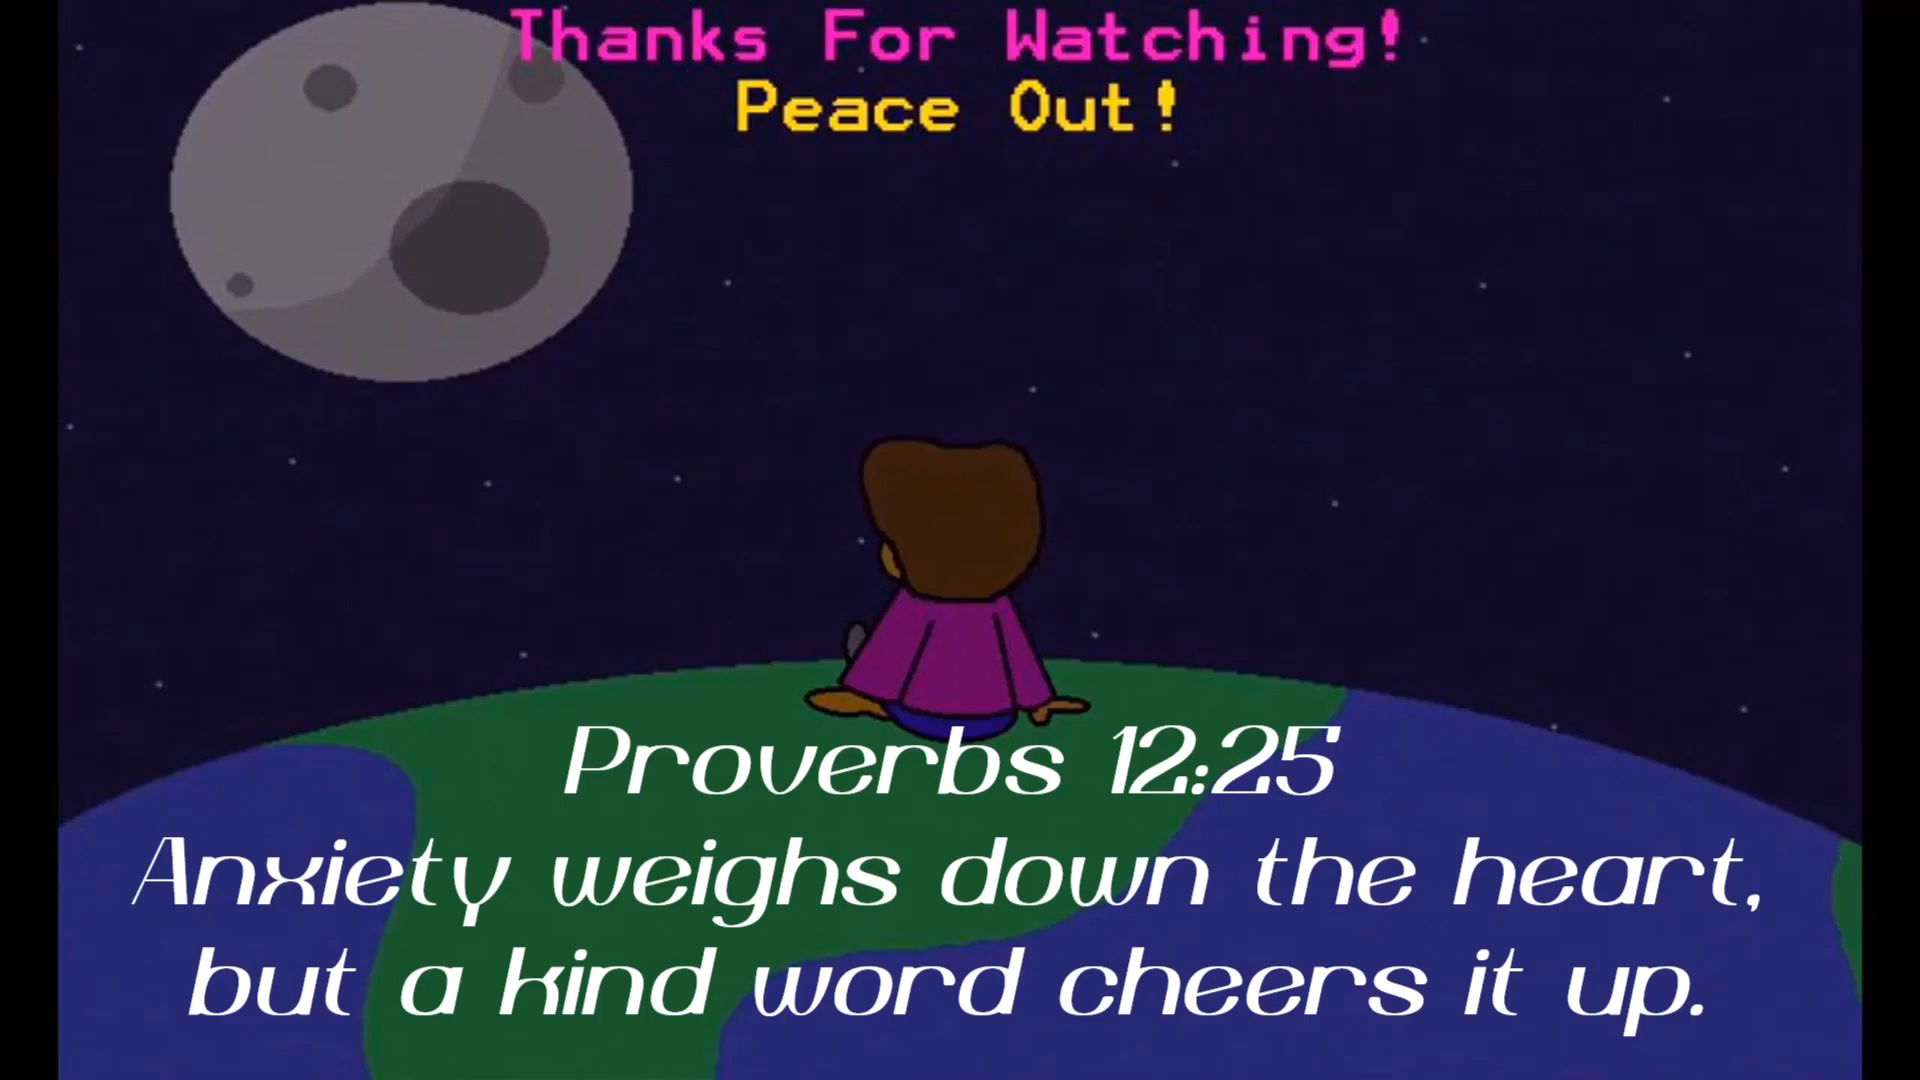 Thanks For Watching!
Peace Out!
Proverbs 12:25
Anxiety weighs down the heart,
but a kind word cheers it up.